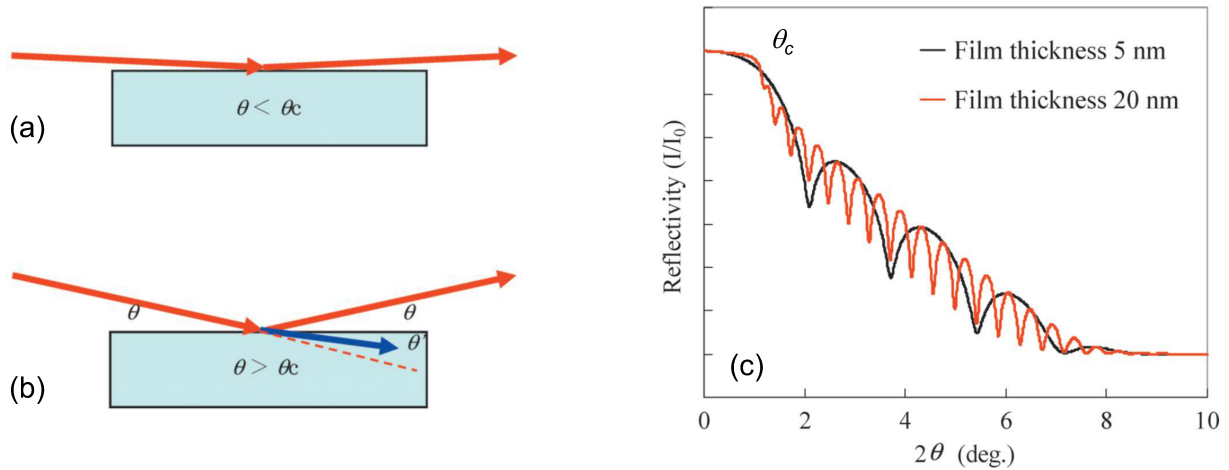 (a)
θ < θc
(b)
θ
θ
θ'
θ > θc
(c)
θc
Film thickness 5 nm
Film thickness 20 nm
Reflectivity (I/I0)
0
2
4
6
8
10
2θ (deg.)